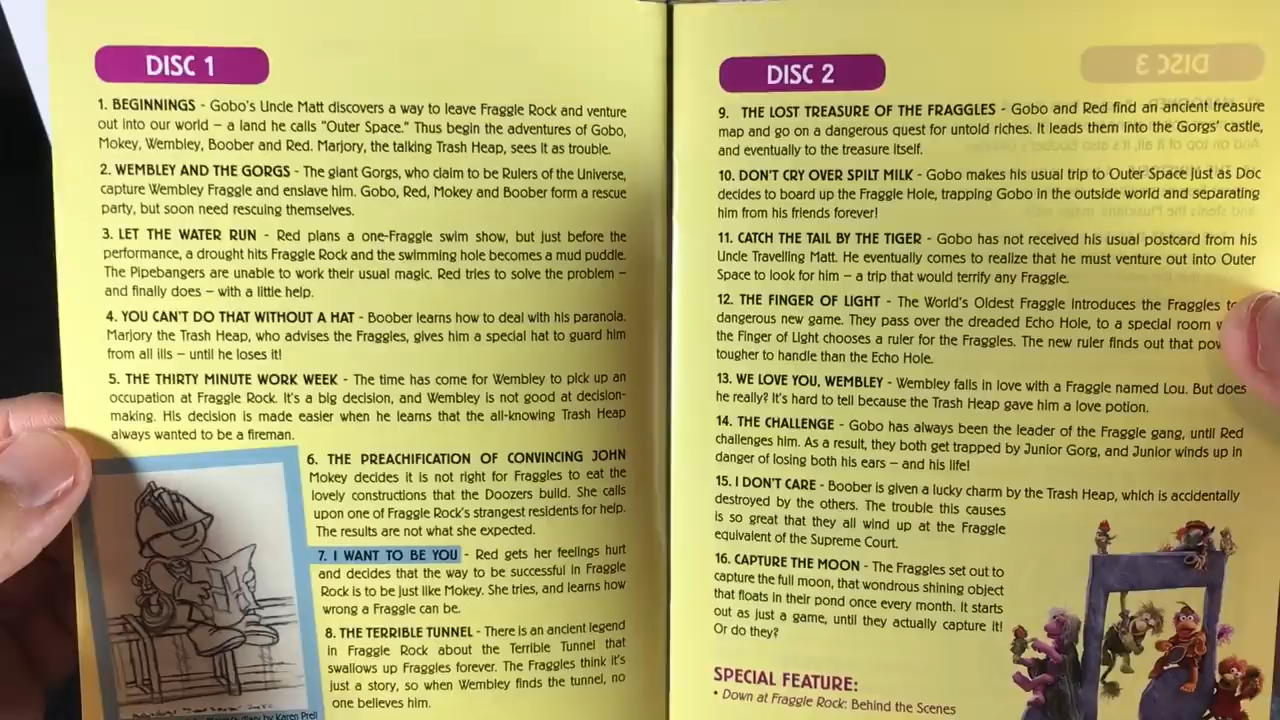 DISC 1
1. BEGINNINGS - Gobo's Uncle Matt discovers a way to leave Fraggle Rock and venture
out into our world – a land he calls "Outer Space." Thus begin the adventures of Gobo,
Mokey, Wembley, Boober and Red. Marjory, the talking Trash Heap, sees it as trouble.
2. WEMBLEY AND THE GORGS - The giant Gorgs, who claim to be Rulers of the Universe,
capture Wembley Fraggle and enslave him. Gobo, Red, Mokey and Boober form a rescue
party, but soon need rescuing themselves.
3. LET THE WATER RUN - Red plans a one-Fraggle swim show, but just before the
performance, a drought hits Fraggle Rock and the swimming hole becomes a mud puddle.
The Pipebangers are unable to work their usual magic. Red tries to solve the problem –
and finally does – with a little help.
4. YOU CAN'T DO THAT WITHOUT A HAT - Boober learns how to deal with his paranoia.
Marjory the Trash Heap, who advises the Fraggles, gives him a special hat to guard him
from all ills – until he loses it!
5. THE THIRTY MINUTE WORK WEEK - The time has come for Wembley to pick up an
occupation at Fraggle Rock. It's a big decision, and Wembley is not good at decision-
making. His decision is made easier when he learns that the all-knowing Trash Heap
always wanted to be a fireman.
6. THE PREACHIFICATION OF CONVINCING JOHN
Mokey decides it is not right for Fraggles to eat the
lovely constructions that the Doozers build. She calls
upon one of Fraggle Rock's strangest residents for help.
The results are not what she expected.
7. I WANT TO BE YOU - Red gets her feelings hurt
and decides that the way to be successful in Fraggle
Rock is to be just like Mokey. She tries, and learns how
wrong a Fraggle can be.
8. THE TERRIBLE TUNNEL - There is an ancient legend
in Fraggle Rock about the Terrible Tunnel that
swallows up Fraggles forever. The Fraggles think it's
just a story, so when Wembley finds the tunnel, no
one believes him.
by Karen Prell
DISC 2
9. THE LOST TREASURE OF THE FRAGGLES - Gobo and Red find an ancient treasure
map and go on a dangerous quest for untold riches. It leads them into the Gorgs' castle,
and eventually to the treasure itself.
10. DON'T CRY OVER SPILT MILK - Gobo makes his usual trip to Outer Space just as Doc
decides to board up the Fraggle Hole, trapping Gobo in the outside world and separating
him from his friends forever!
11. CATCH THE TAIL BY THE TIGER - Gobo has not received his usual postcard from his
Uncle Travelling Matt. He eventually comes to realize that he must venture out into Outer
Space to look for him – a trip that would terrify any Fraggle.
12. THE FINGER OF LIGHT - The World's Oldest Fraggle introduces the Fraggles to
dangerous new game. They pass over the dreaded Echo Hole, to a special room
the Finger of Light chooses a ruler for the Fraggles. The new ruler finds out that
tougher to handle than the Echo Hole.
13. WE LOVE YOU, WEMBLEY - Wembley falls in love with a Fraggle named Lou. But does
he really? It's hard to tell because the Trash Heap gave him a love potion.
14. THE CHALLENGE - Gobo has always been the leader of the Fraggle gang, until Red
challenges him. As a result, they both get trapped by Junior Gorg, and Junior winds up in
danger of losing both his ears – and his life!
15. I DON'T CARE - Boober is given a lucky charm by the Trash Heap, which is accidentally
destroyed by the others. The trouble this causes
is so great that they all wind up at the Fraggle
equivalent of the Supreme Court.
16. CAPTURE THE MOON - The Fraggles set out to
capture the full moon, that wondrous shining object
that floats in their pond once every month. It starts
out as just a game, until they actually capture it!
Or do they?
SPECIAL FEATURE:
• Down at Fraggle Rock: Behind the Scenes
DISC 3